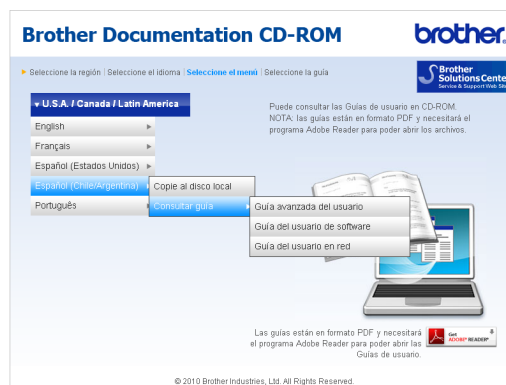 Brother Documentation CD-ROM
brother
Seleccione la región | Seleccione el idioma | Seleccione el menú | Seleccione la guía
Brother
Solutions Center
Service & Support Web Site
U.S.A. / Canada / Latin America
English
Français
Español (Estados Unidos)
Español (Chile/Argentina)
Português
Copie al disco local
Consultar guía
Guía avanzada del usuario
Guía del usuario de software
Guía del usuario en red
Puede consultar las Guías de usuario en CD-ROM.
NOTA: las guías están en formato PDF y necesitará el
programa Adobe Reader para poder abrir los archivos.
Las guías están en formato PDF y necesitará
el programa Adobe Reader para poder abrir las
Guías de usuario.
Get
ADOBE® READER®
© 2010 Brother Industries, Ltd. All Rights Reserved.